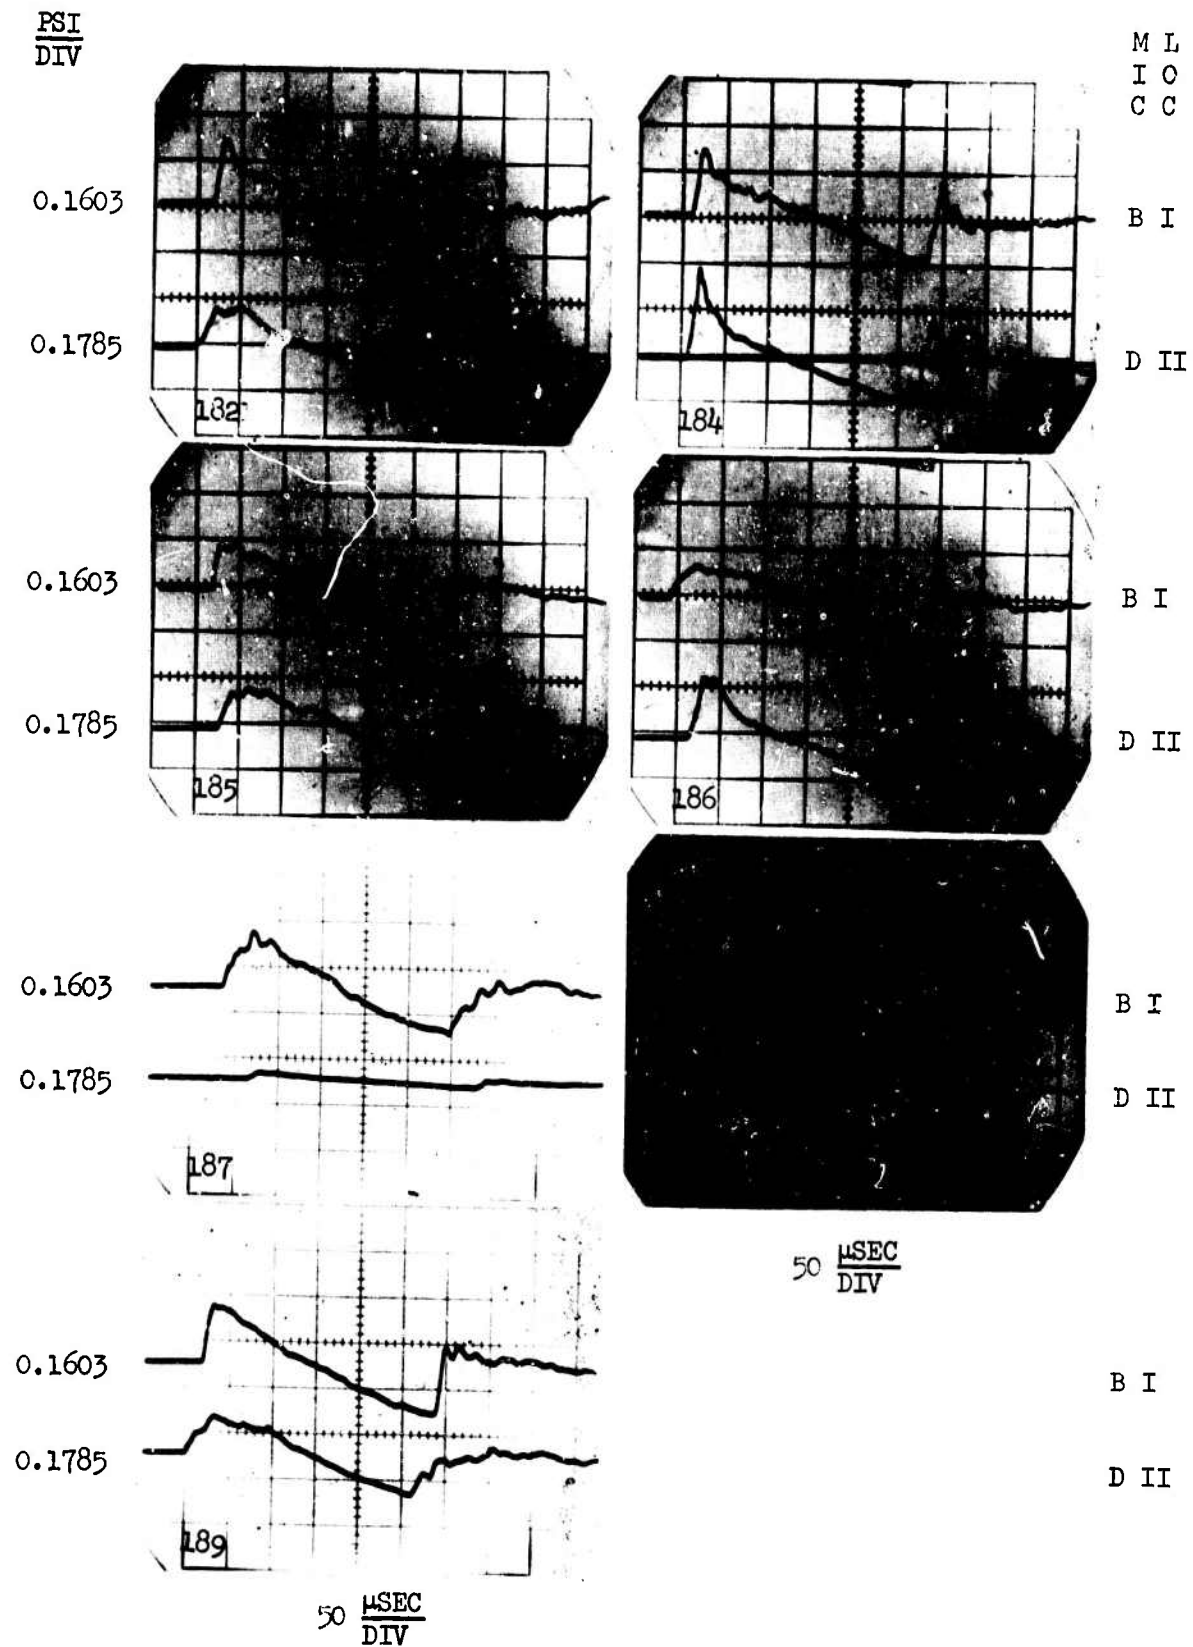 PSI
DIV
M L
I O
C C
0.1603
B I
0.1785
D II
182
184
0.1603
B I
0.1785
D II
185
186
0.1603
B I
0.1785
D II
187
50 μSEC
DIV
0.1603
B I
0.1785
D II
189
50 μSEC
DIV